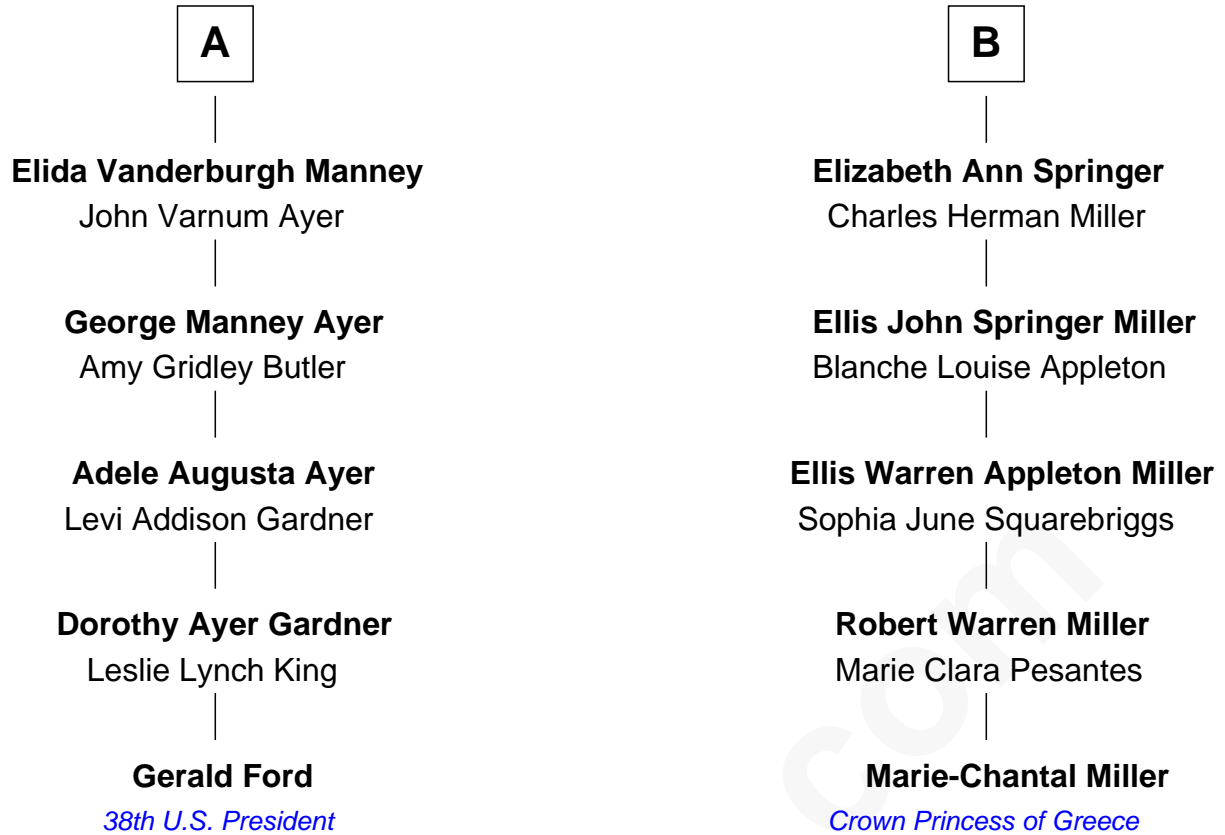 A
Elida Vanderburgh Manney
John Varnum Ayer
George Manney Ayer
Amy Gridley Butler
Adele Augusta Ayer
Levi Addison Gardner
Dorothy Ayer Gardner
Leslie Lynch King
Gerald Ford
38th U.S. President
B
Elizabeth Ann Springer
Charles Herman Miller
Ellis John Springer Miller
Blanche Louise Appleton
Ellis Warren Appleton Miller
Sophia June Squarebriggs
Robert Warren Miller
Marie Clara Pesantes
Marie-Chantal Miller
Crown Princess of Greece
com